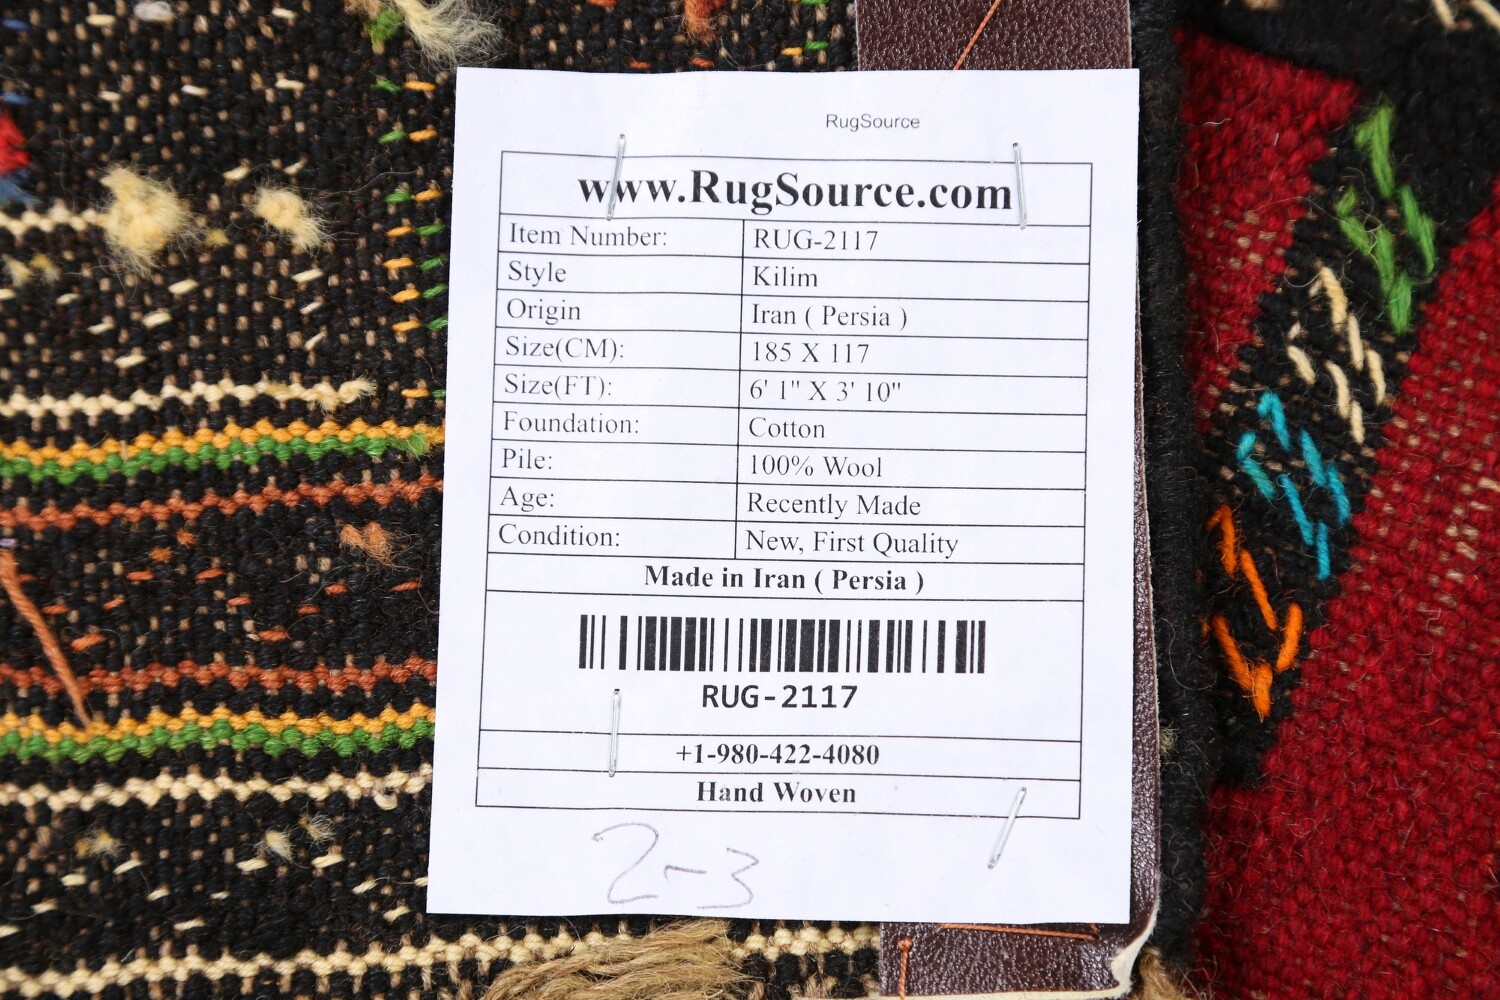 RugSource
www.RugSource.com
Item Number: RUG-2117
Style Kilim
Origin Iran ( Persia )
Size(CM): 185 X 117
Size(FT): 6' 1" X 3' 10"
Foundation: Cotton
Pile: 100% Wool
Age: Recently Made
Condition: New, First Quality
Made in Iran ( Persia )
RUG-2117
+1-980-422-4080
Hand Woven
2-3